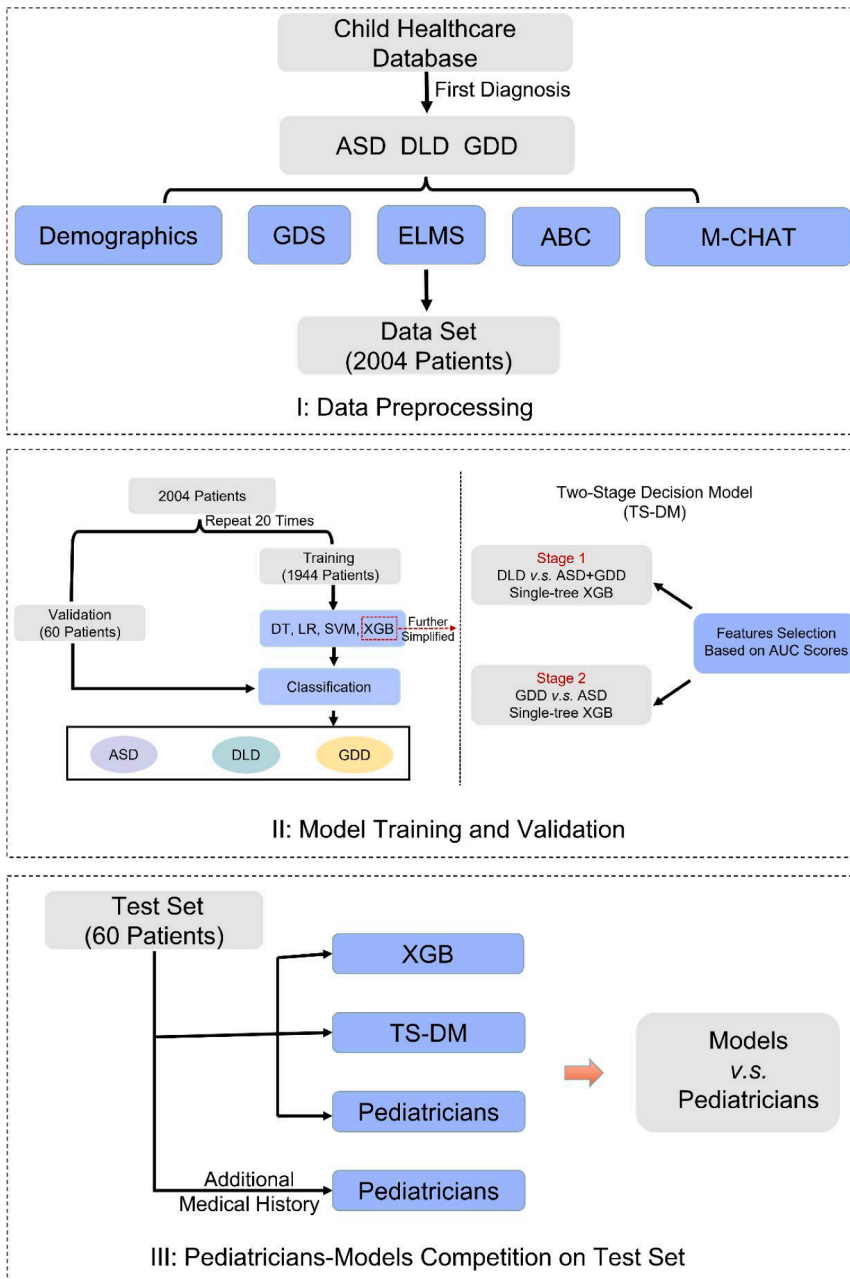 Child Healthcare
Database
First Diagnosis
ASD DLD GDD
Demographics
GDS
ELMS
ABC
M-CHAT
Data Set
(2004 Patients)
I: Data Preprocessing
2004 Patients
Repeat 20 Times
Training
(1944 Patients)
Validation
(60 Patients)
DT, LR, SVM, XGB
Further
Simplified
Classification
ASD
DLD
GDD
Two-Stage Decision Model
(TS-DM)
Stage 1
DLD v.s. ASD+GDD
Single-tree XGB
Features Selection
Based on AUC Scores
Stage 2
GDD v.s. ASD
Single-tree XGB
II: Model Training and Validation
Test Set
(60 Patients)
XGB
TS-DM
Pediatricians
Additional
Medical History
Pediatricians
Models
v.s.
Pediatricians
III: Pediatricians-Models Competition on Test Set